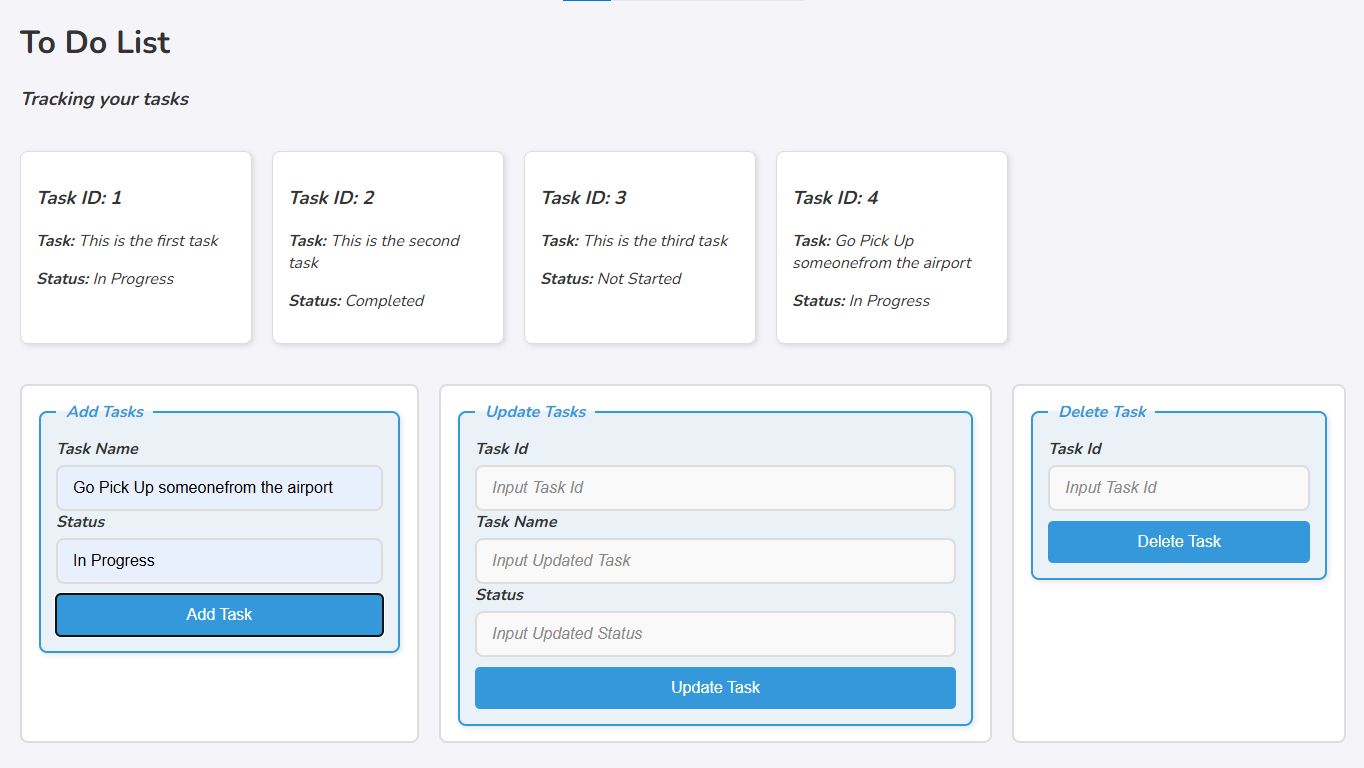 To Do List
Tracking your tasks
Task ID: 1
Task: This is the first task
Status: In Progress
Task ID: 2
Task: This is the second
task
Status: Completed
Task ID: 3
Task: This is the third task
Status: Not Started
Task ID: 4
Task: Go Pick Up
someonefrom the airport
Status: In Progress
Add Tasks
Task Name
Go Pick Up someonefrom the airport
Status
In Progress
Add Task
Update Tasks
Task Id
Input Task Id
Task Name
Input Updated Task
Status
Input Updated Status
Update Task
Delete Task
Task Id
Input Task Id
Delete Task